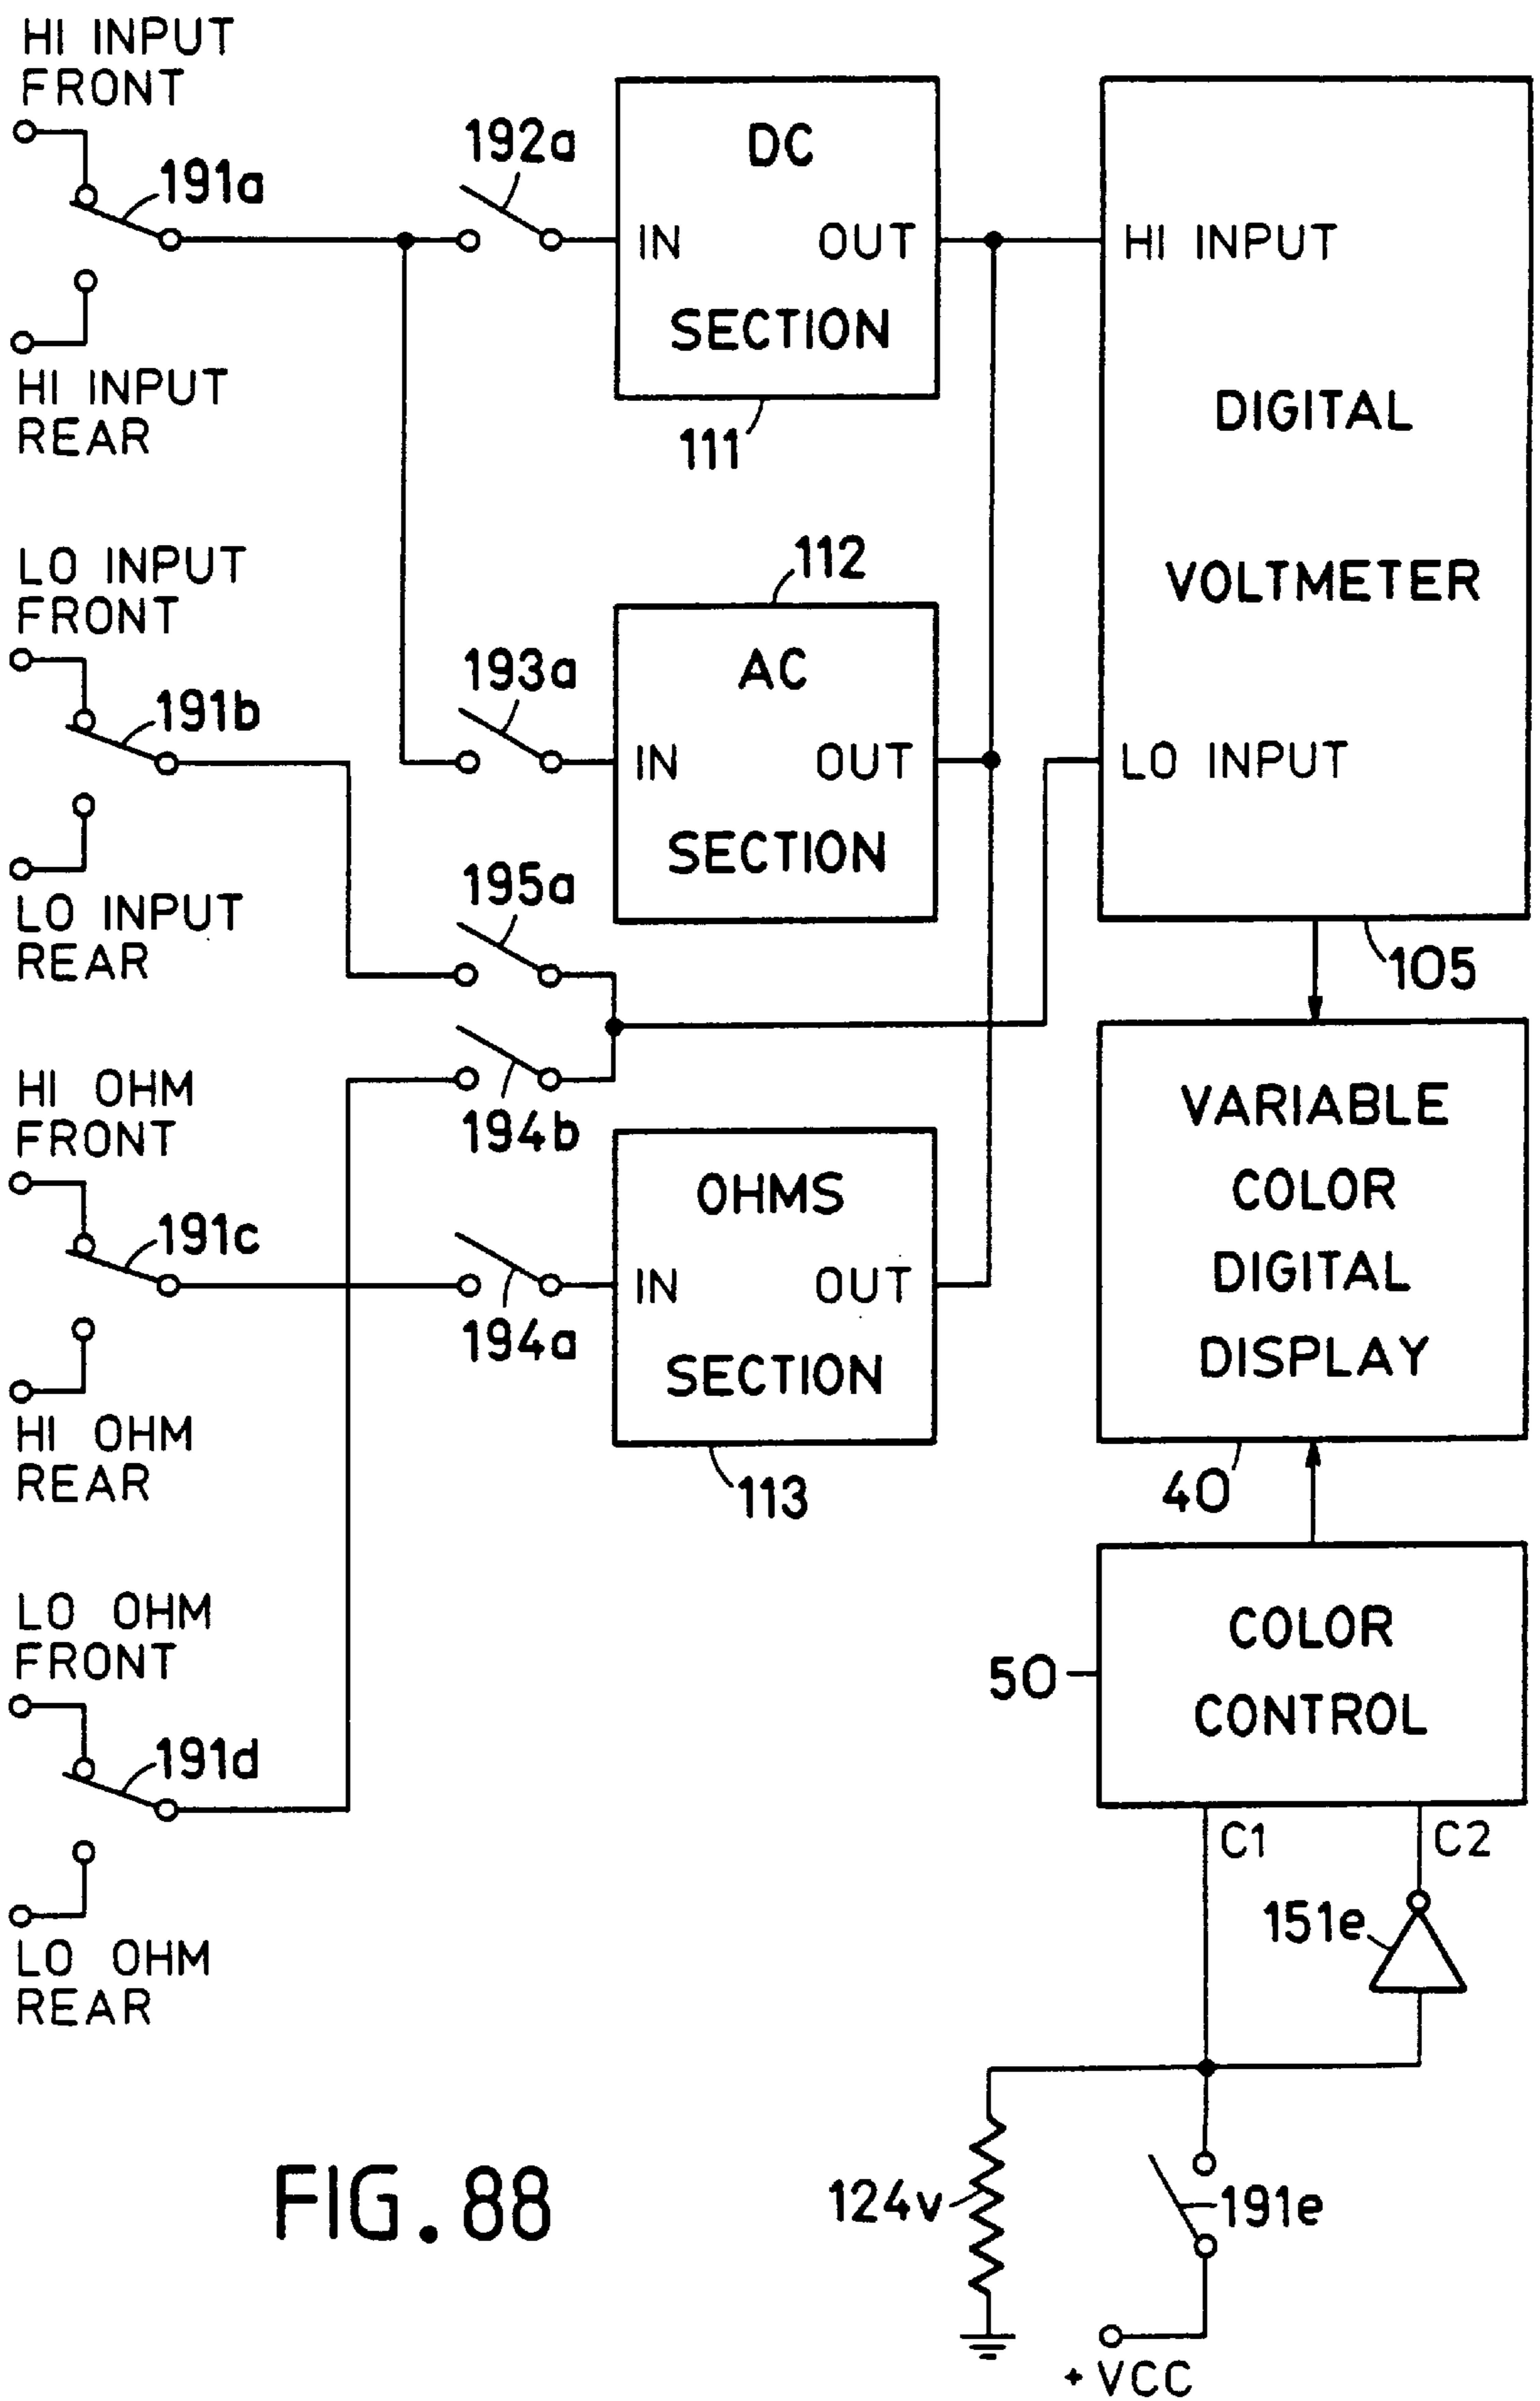 HI INPUT
FRONT
191a
HI INPUT
REAR
192a
DC
IN
OUT
SECTION
111
HI INPUT
DIGITAL
VOLTMETER
LO INPUT
105
LO INPUT
FRONT
191b
LO INPUT
REAR
112
193a
AC
IN
OUT
SECTION
195a
194b
HI OHM
FRONT
191c
HI OHM
REAR
194a
OHMS
IN
OUT
SECTION
113
VARIABLE
COLOR
DIGITAL
DISPLAY
40
LO OHM
FRONT
191d
LO OHM
REAR
50
COLOR
CONTROL
C1
C2
151e
124v
191e
+ VCC
FIG. 88